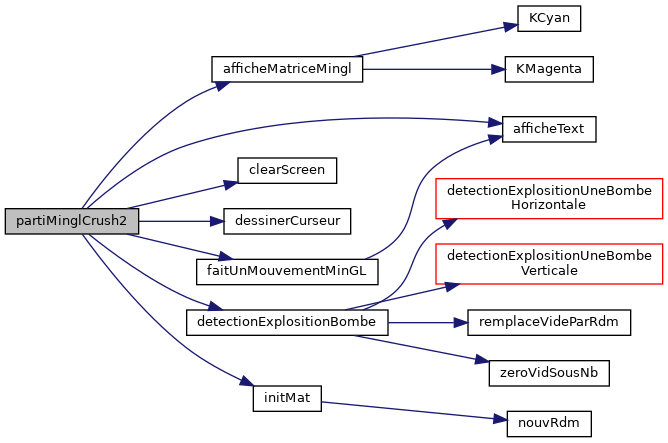 KCyan
afficheMatriceMingl
KMagenta
afficheText
clearScreen
detectionExplositionUneBombe
Horizontale
partiMinglCrush2
dessinerCurseur
detectionExplositionUneBombe
Verticale
faitUnMouvementMinGL
detectionExplositionBombe
remplaceVideParRdm
zeroVidSousNb
initMat
nouvRdm